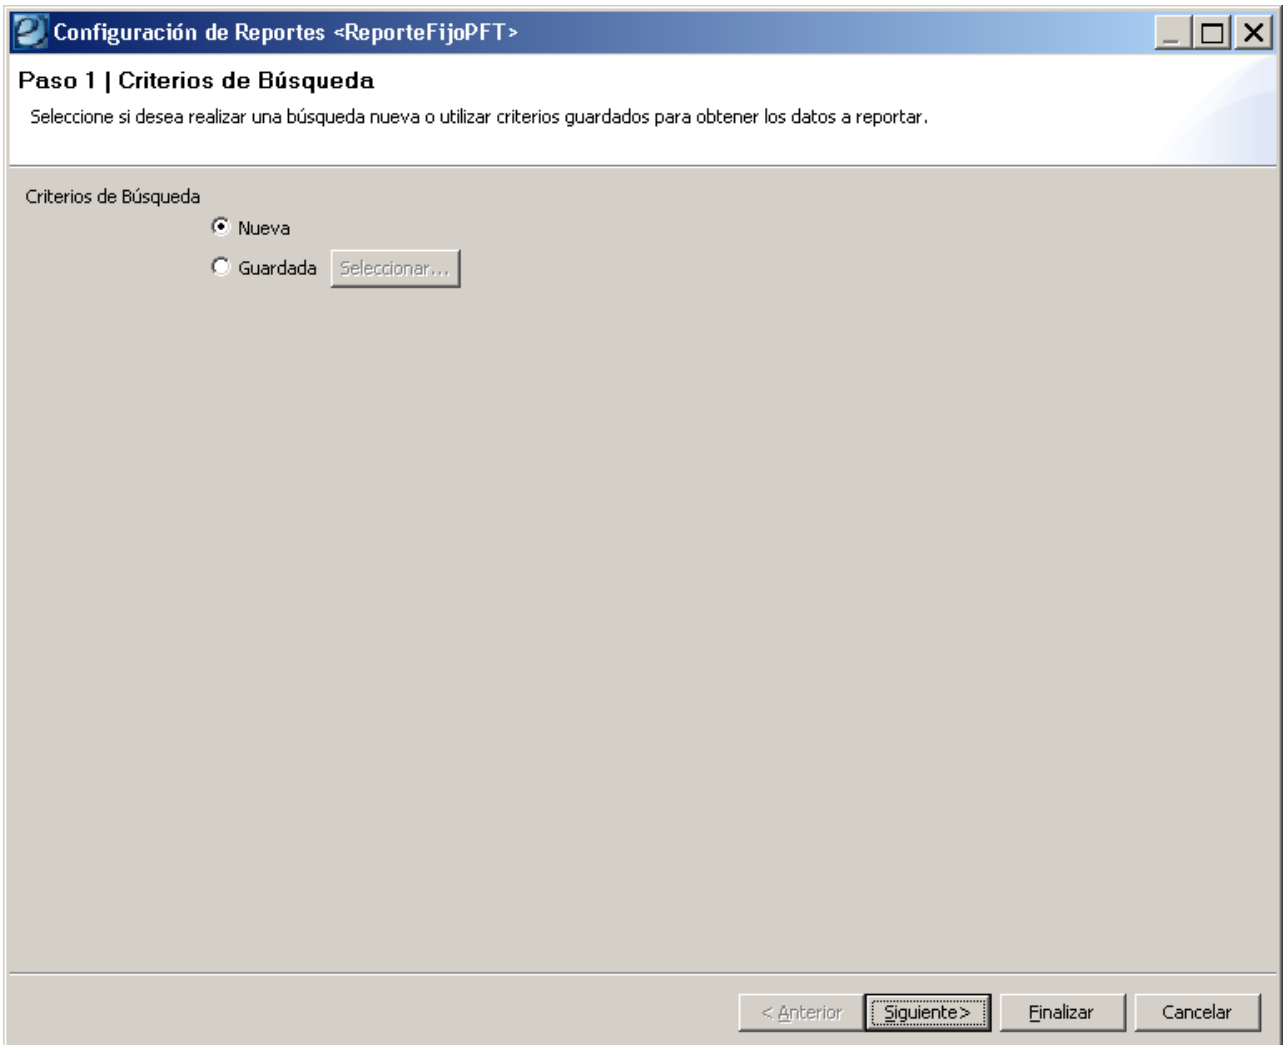 Configuración de Reportes <ReporteFijoPFT>
Paso 1 | Criterios de Búsqueda
Seleccione si desea realizar una búsqueda nueva o utilizar criterios guardados para obtener los datos a reportar.
Criterios de Búsqueda
Nueva
Guardada Seleccionar...
< Anterior Siguiente> Finalizar Cancelar